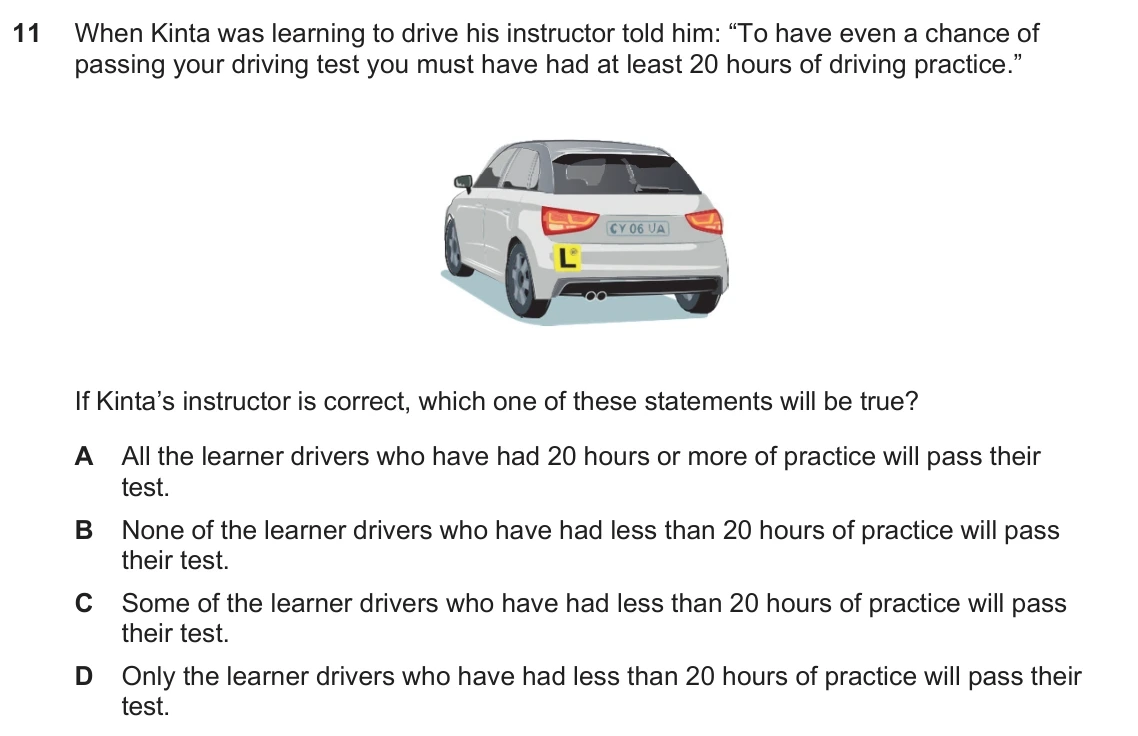 11 When Kinta was learning to drive his instructor told him: “To have even a chance of
passing your driving test you must have had at least 20 hours of driving practice.”
CY 06 UA
L
If Kinta’s instructor is correct, which one of these statements will be true?
A All the learner drivers who have had 20 hours or more of practice will pass their
test.
B None of the learner drivers who have had less than 20 hours of practice will pass
their test.
C Some of the learner drivers who have had less than 20 hours of practice will pass
their test.
D Only the learner drivers who have had less than 20 hours of practice will pass their
test.